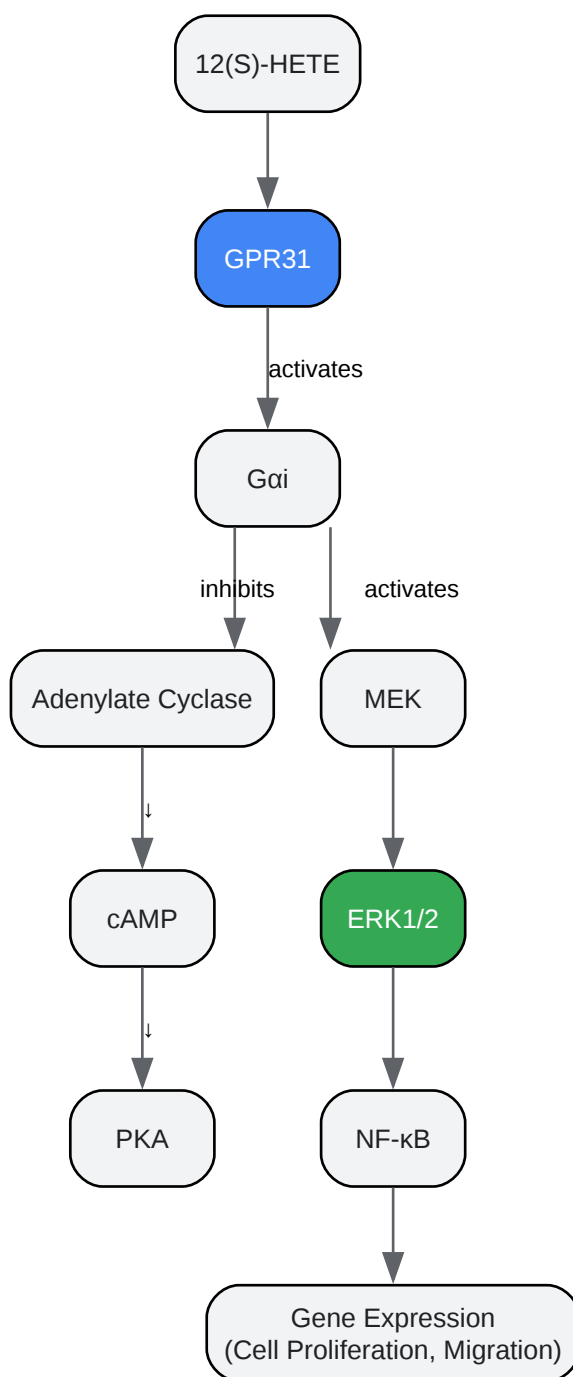 12(S)-HETE
GPR31
activates
Gαi
inhibits
activates
Adenylate Cyclase
MEK
↓
cAMP
ERK1/2
↓
PKA
NF-κB
Gene Expression
(Cell Proliferation, Migration)